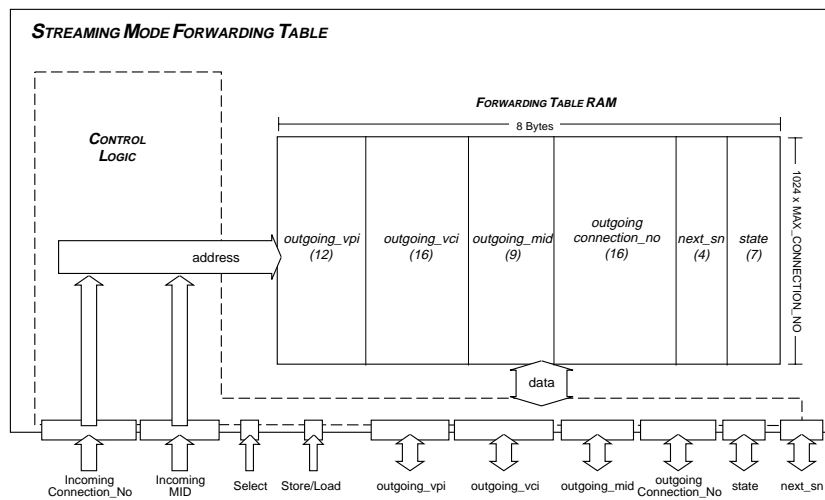 STREAMING MODE FORWARDING TABLE
FORWARDING TABLE RAM
8 Bytes
CONTROL
LOGIC
1024 x MAX_CONNECTION_NO
outgoing_vpi
(12)
outgoing_vci
(16)
outgoing_mid
(9)
outgoing
connection_no
(16)
next_sn
(4)
state
(7)
address
data
Incoming
Connection_No
Incoming
MID
Select
Store/Load
outgoing_vpi
outgoing_vci
outgoing_mid
outgoing
Connection_No
state
next_sn